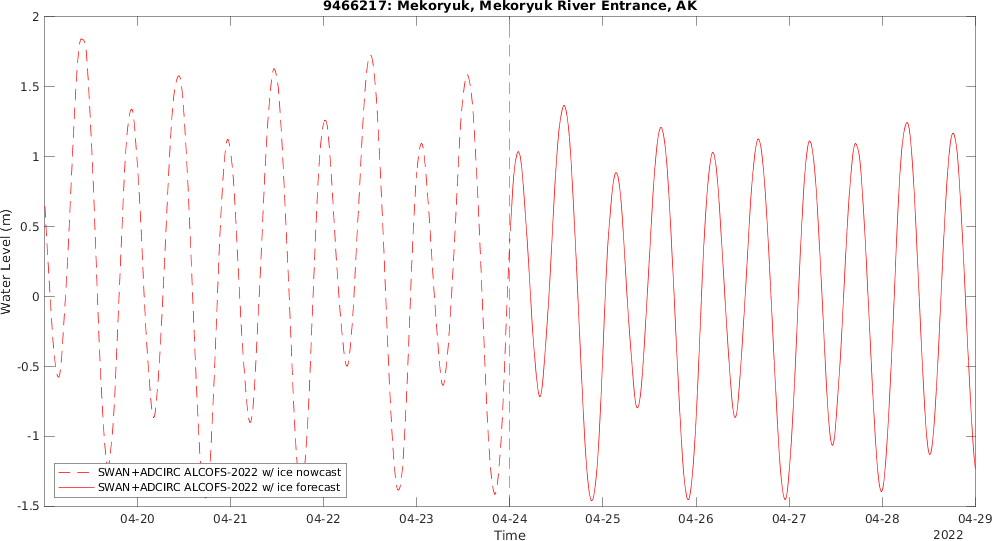 9466217: Mekoryuk, Mekoryuk River Entrance, AK
2
1.5
1
0.5
0
-0.5
-1
-1.5
Water Level (m)
SWAN+ADCIRC ALCOFS-2022 w/ ice nowcast
SWAN+ADCIRC ALCOFS-2022 w/ ice forecast
04-20 04-21 04-22 04-23 04-24 04-25 04-26 04-27 04-28 04-29
Time
2022